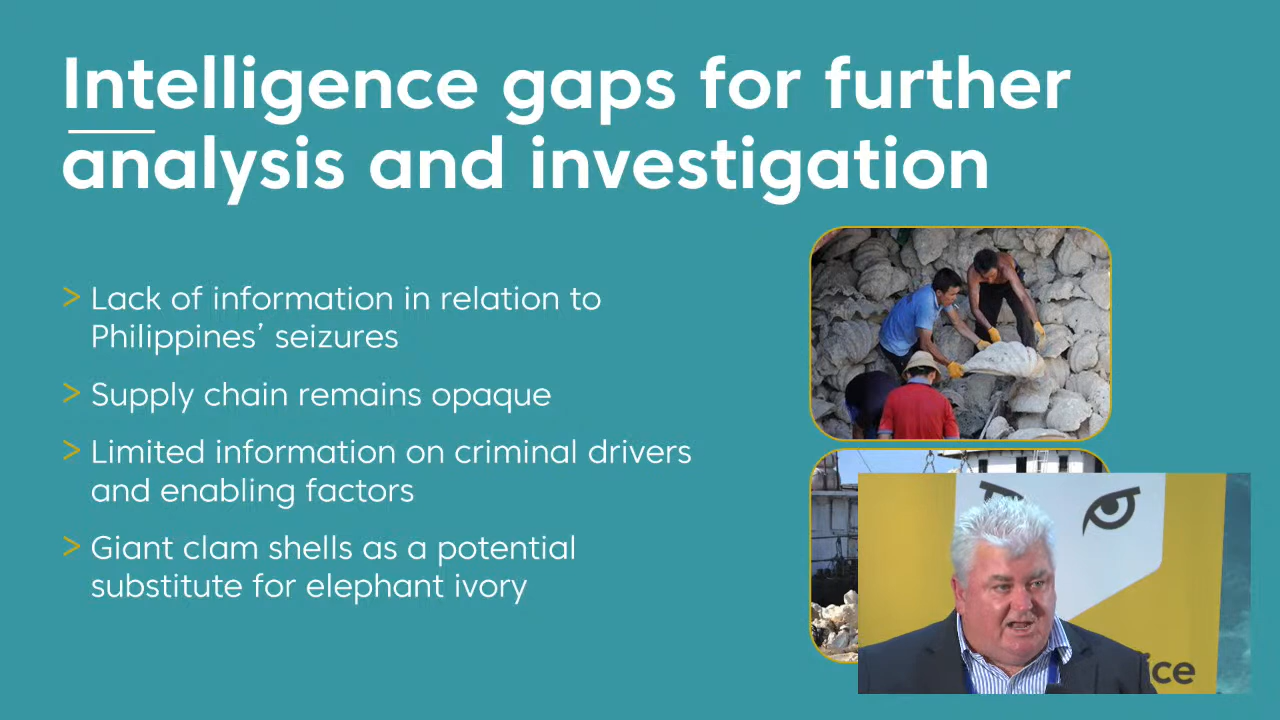 Intelligence gaps for further
analysis and investigation
> Lack of information in relation to
Philippines’ seizures
> Supply chain remains opaque
> Limited information on criminal drivers
and enabling factors
> Giant clam shells as a potential
substitute for elephant ivory